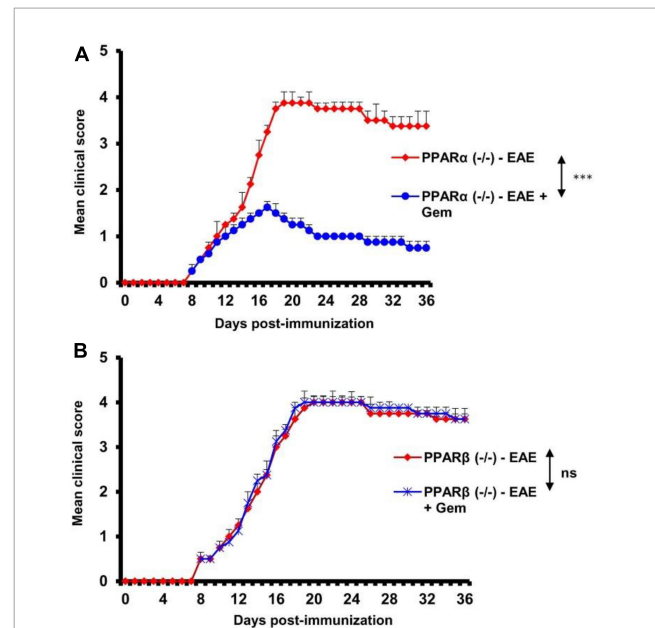 A
5
4
3
2
1
0
Mean clinical score
0 4 8 12 16 20 24 28 32 36
Days post-immunization
PPARα (-/-) - EAE
PPARα (-/-) - EAE +
Gem
***
B
5
4
3
2
1
0
Mean clinical score
0 4 8 12 16 20 24 28 32 36
Days post-immunization
PPARβ (-/-) - EAE
PPARβ (-/-) - EAE
+ Gem
ns